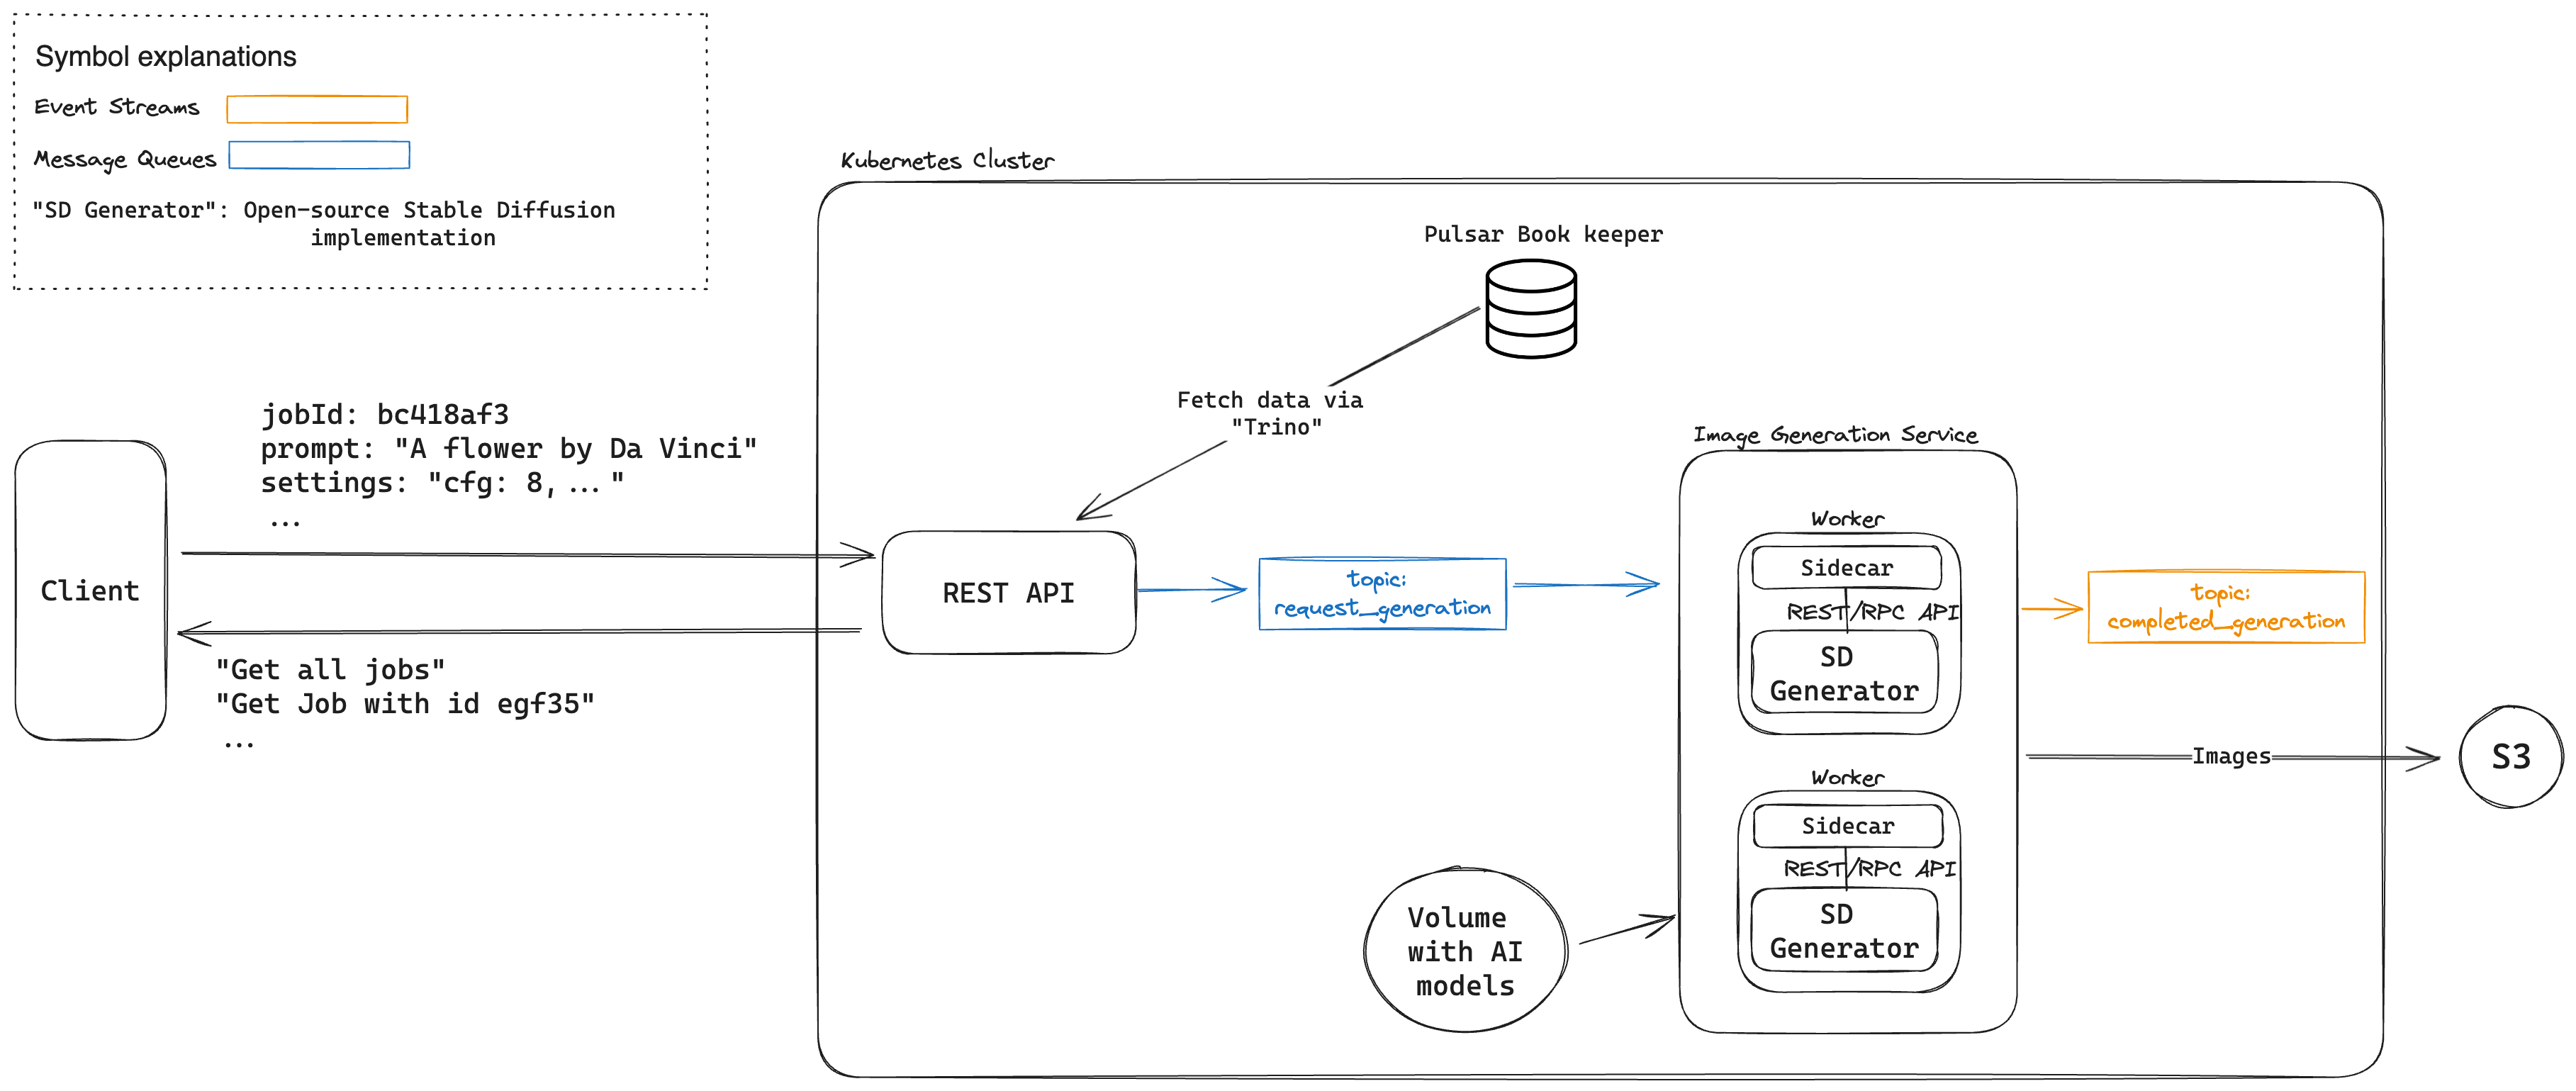 Symbol explanations
Event Streams
Message Queues
"SD Generator": Open-source Stable Diffusion
implementation
Kubernetes Cluster
Pulsar Book keeper
Fetch data via
"Trino"
jobId: bc418af3
prompt: "A flower by Da Vinci"
settings: "cfg: 8, ... "
...
Client
REST API
"Get all jobs"
"Get Job with id egf35"
...
topic:
request_generation
Image Generation Service
Worker
Sidecar
REST/RPC API
SD
Generator
Worker
Sidecar
REST/RPC API
SD
Generator
Volume
with AI
models
topic:
completed_generation
Images
S3